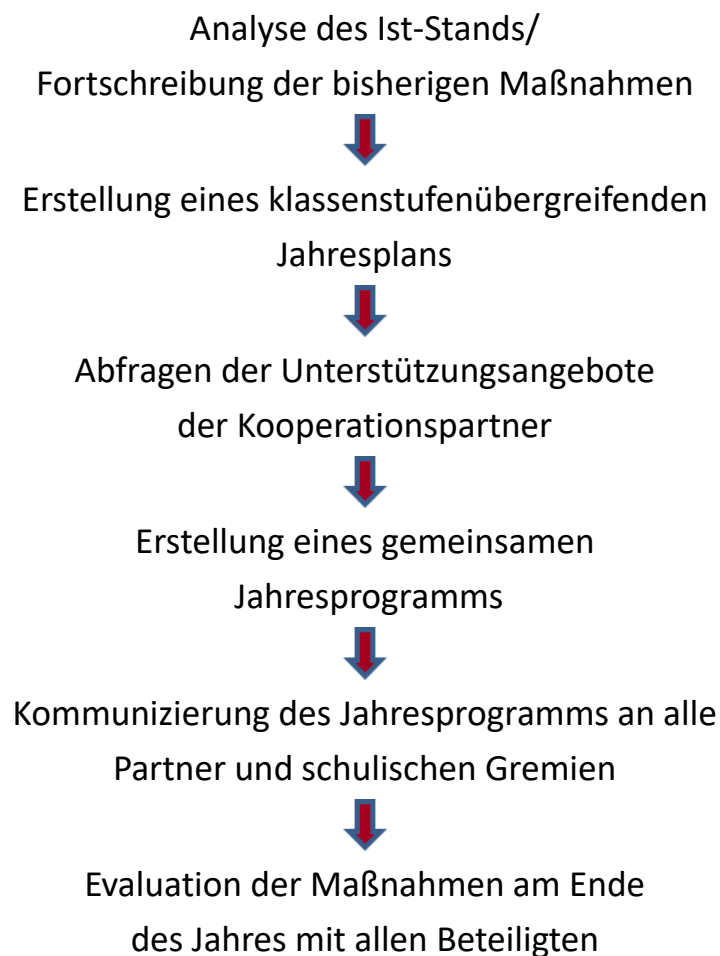 Analyse des Ist-Stands/
Fortschreibung der bisherigen Maßnahmen
Erstellung eines klassenstufenübergreifenden
Jahresplans
Abfragen der Unterstützungsangebote
der Kooperationspartner
Erstellung eines gemeinsamen
Jahresprogramms
Kommunizierung des Jahresprogramms an alle
Partner und schulischen Gremien
Evaluation der Maßnahmen am Ende
des Jahres mit allen Beteiligten